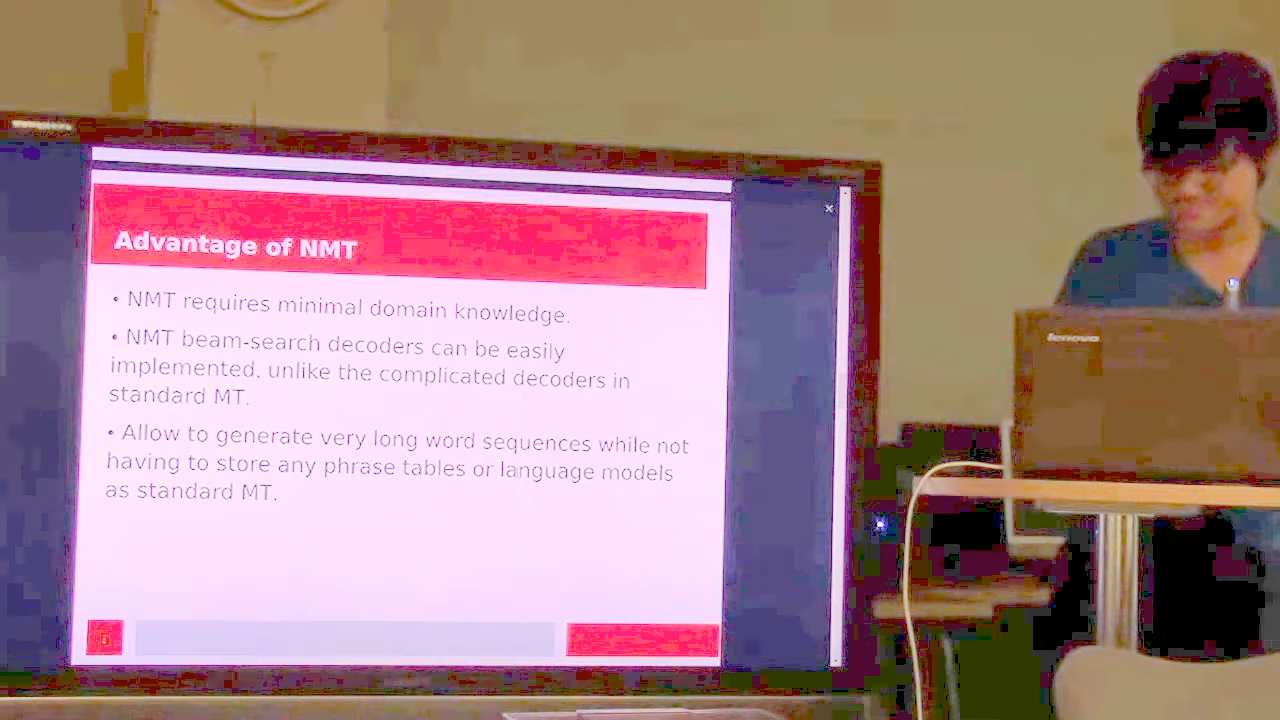 Advantage of NMT
• NMT requires minimal domain knowledge.
• NMT beam-search decoders can be easily
implemented, unlike the complicated decoders in
standard MT.
• Allow to generate very long word sequences while not
having to store any phrase tables or language models
as standard MT.
lenovo